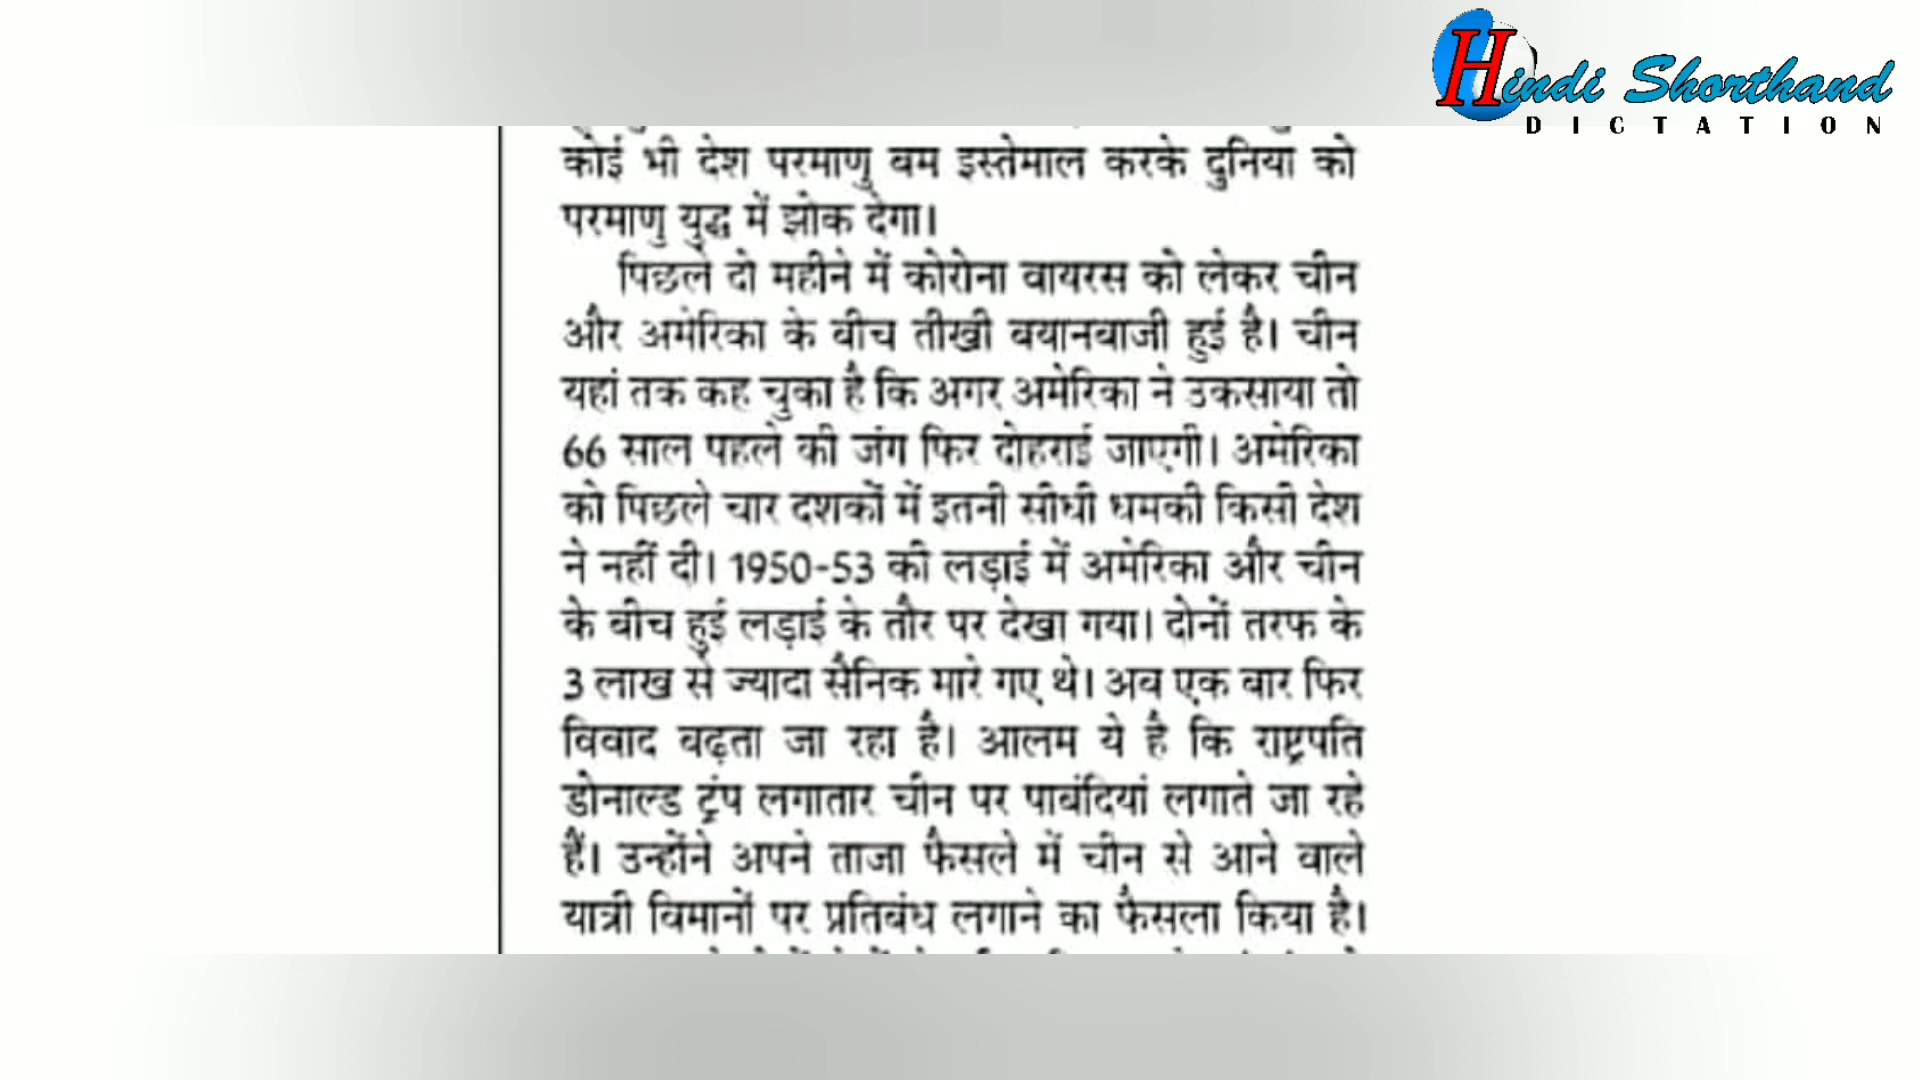 Hindi Shorthand
DICTATION
कोई भी देश परमाणु बम इस्तेमाल करके दुनिया को
परमाणु युद्ध में झोक देगा।
पिछले दो महीने में कोरोना वायरस को लेकर चीन
और अमेरिका के बीच तीखी बयानबाजी हुई है। चीन
यहां तक कह चुका है कि अगर अमेरिका ने उकसाया तो
66 साल पहले की जंग फिर दोहराई जाएगी। अमेरिका
को पिछले चार दशकों में इतनी सीधी धमकी किसी देश
ने नहीं दी। 1950-53 की लड़ाई में अमेरिका और चीन
के बीच हुई लड़ाई के तौर पर देखा गया। दोनों तरफ के
3 लाख से ज्यादा सैनिक मारे गए थे। अब एक बार फिर
विवाद बढ़ता जा रहा है। आलम ये है कि राष्ट्रपति
डोनाल्ड ट्रंप लगातार चीन पर पाबंदियां लगाते जा रहे
हैं। उन्होंने अपने ताजा फैसले में चीन से आने वाले
यात्री विमानों पर प्रतिबंध लगाने का फैसला किया है।